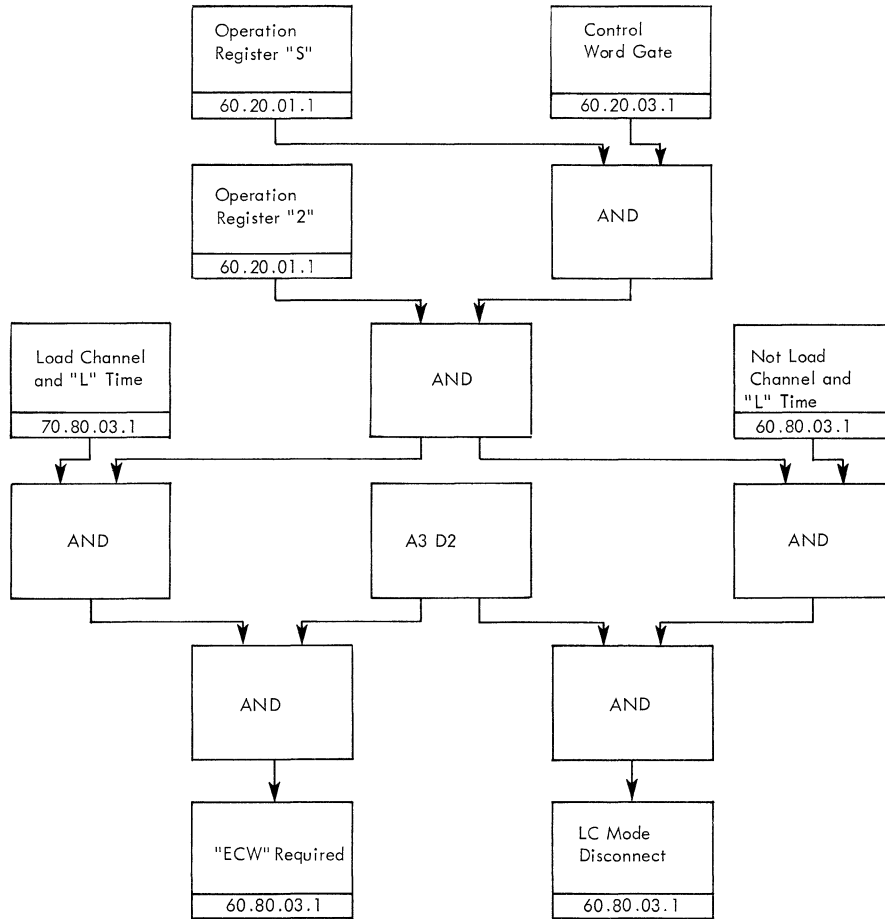 Operation
Register "S"
60.20.01.1
Control
Word Gate
60.20.03.1
Operation
Register "2"
60.20.01.1
AND
Load Channel
and "L" Time
70.80.03.1
AND
Not Load
Channel and
"L" Time
60.80.03.1
AND
A3 D2
AND
AND
AND
"ECW" Required
60.80.03.1
LC Mode
Disconnect
60.80.03.1